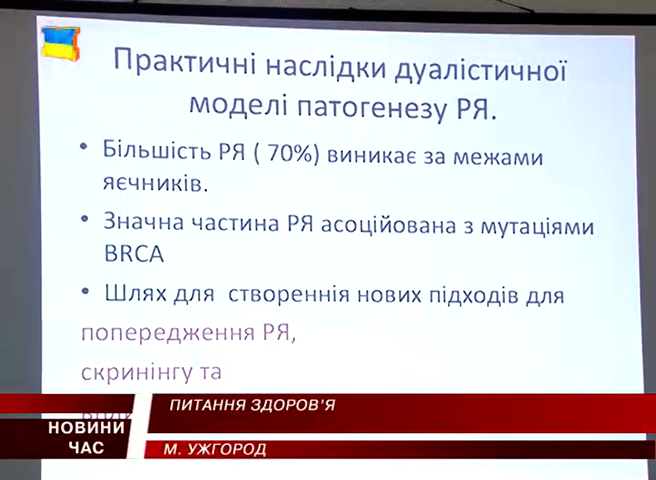 Практичні наслідки дуалістичної
моделі патогенезу РЯ.
• Більшість РЯ ( 70%) виникає за межами
яєчників.
• Значна частина РЯ асоційована з мутаціями
BRCA
• Шлях для створенння нових підходів для
попередження РЯ,
скринінгу та
ПИТАННЯ ЗДОРОВ'Я
НОВИНИ
ЧАС
М. УЖГОРОД